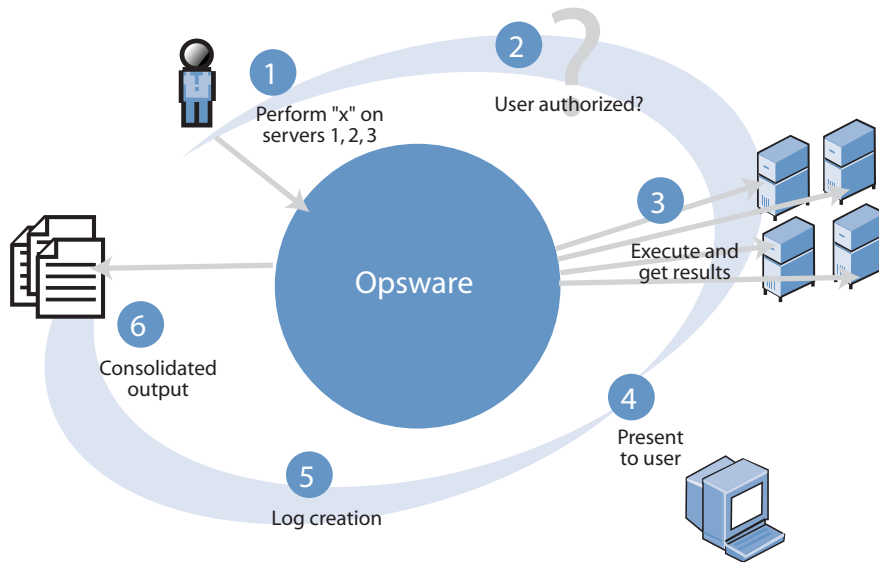 1
Perform "x" on
servers 1, 2, 3
2
?
User authorized?
3
Execute and
get results
Opsware
4
Present
to user
5
Log creation
6
Consolidated
output